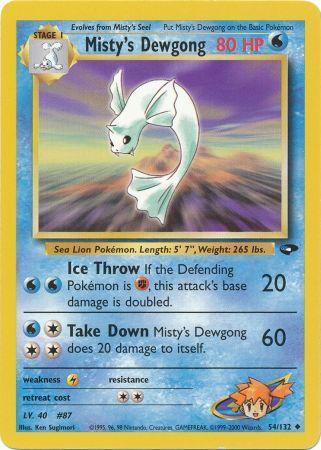 STAGE 1
Evolves from Misty's Seel
Put Misty's Dewgong on the Basic Pokémon
Misty's Dewgong 80 HP
Sea Lion Pokémon. Length: 5' 7", Weight: 265 lbs.
Ice Throw If the Defending
Pokémon is , this attack's base
damage is doubled.
20
Take Down Misty's Dewgong
does 20 damage to itself.
60
weakness
resistance
retreat cost
LV. 40 #87
Illus. Ken Sugimori
©1995, 96, 98 Nintendo, Creatures, GAMEFREAK. ©1999-2000 Wizards.
54/132